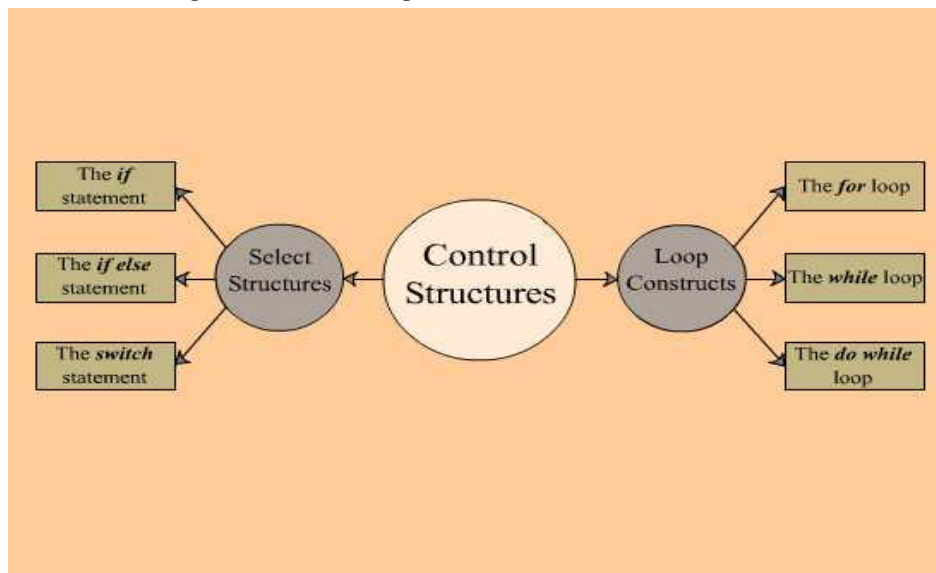 Control
Structures
Select
Structures
The if
statement
The if else
statement
The switch
statement
Loop
Constructs
The for loop
The while loop
The do while
loop